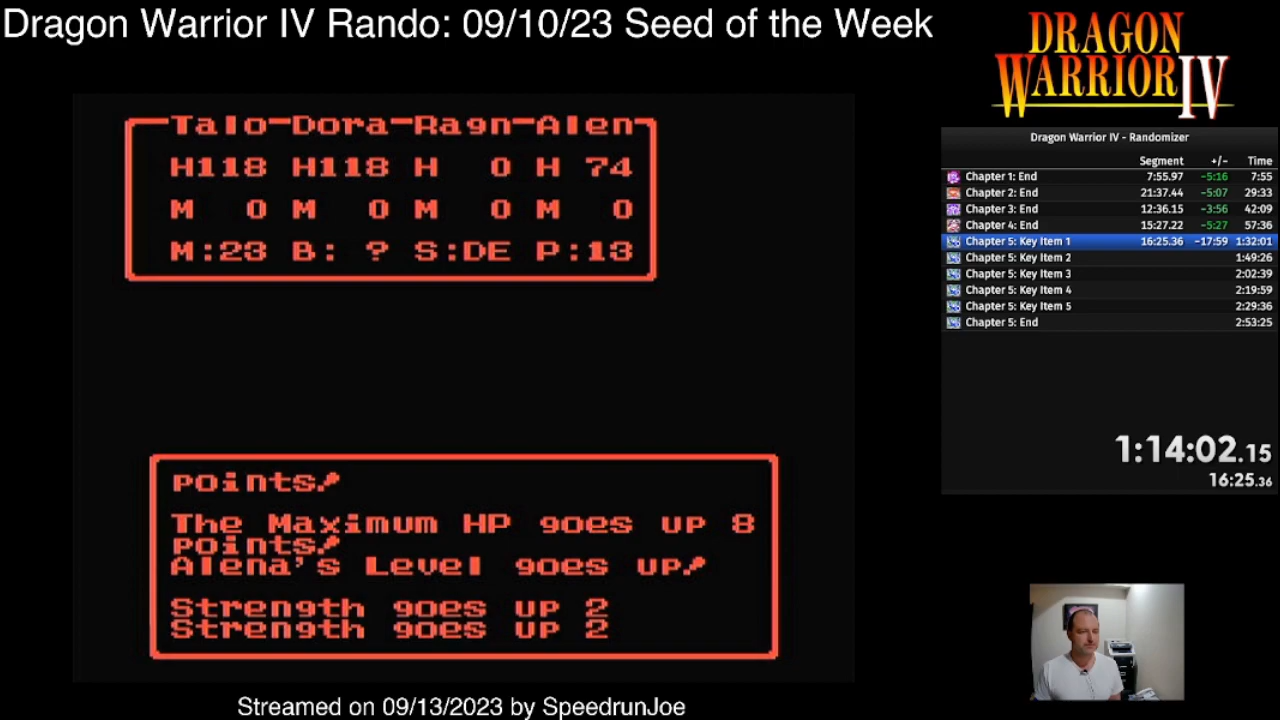 Dragon Warrior IV Rando: 09/10/23 Seed of the Week
DRAGON
WARRIOR IV
Talo Dora Ragn Alen
H118 H118 H 0 H 74
M 0 M 0 M 0 M 0
M:23 B: ? S:DE P:13
points!
The Maximum HP goes up 8
points!
Alena's Level goes up!
Strength goes up 2
Strength goes up 2
Dragon Warrior IV - Randomizer
Segment +/- Time
Chapter 1: End 7:55.97 -5:16 7:55
Chapter 2: End 21:37.44 -5:07 29:33
Chapter 3: End 12:36.15 -3:56 42:09
Chapter 4: End 15:27.22 -5:27 57:36
Chapter 5: Key Item 1 16:25.36 -17:59 1:32:01
Chapter 5: Key Item 2 1:49:26
Chapter 5: Key Item 3 2:02:39
Chapter 5: Key Item 4 2:19:59
Chapter 5: Key Item 5 2:29:36
Chapter 5: End 2:53:25
1:14:02.15
16:25.36
Streamed on 09/13/2023 by SpeedrunJoe